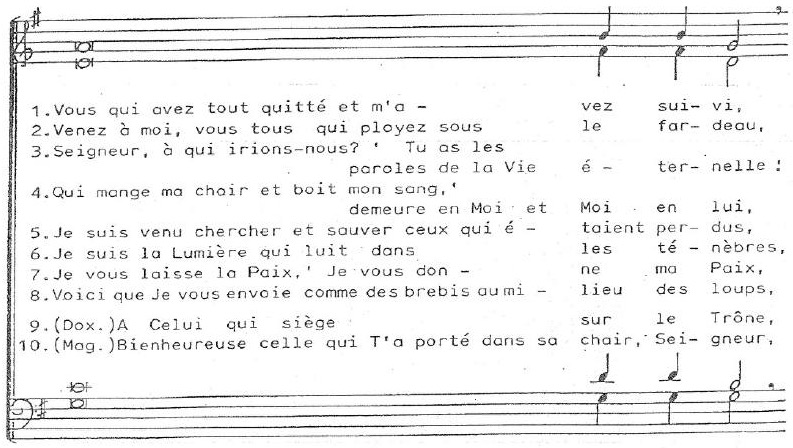 1.Vous qui avez tout quitté et m'a - vez sui- vi,
2.Venez à moi, vous tous qui ployez sous le far- deau,
3.Seigneur, à qui irions-nous? ' Tu as les
paroles de la Vie é - ter- nelle !
4.Qui mange ma chair et boit mon sang,'
demeure en Moi et Moi en lui,
5.Je suis venu chercher et sauver ceux qui é - taient per- dus,
6.Je suis la Lumière qui luit dans les té- nèbres,
7.Je vous laisse la Paix,' Je vous don - ne ma Paix,
8.Voici que Je vous envoie comme des brebis au mi - lieu des loups,
9.(Dox.)A Celui qui siège sur le Trône,
10.(Mag.)Bienheureuse celle qui T'a porté dans sa chair,' Sei- gneur,